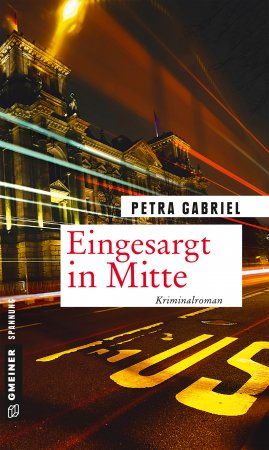 PETRA GABRIEL
Eingesargt
in Mitte
Kriminalroman
GMEINER SPANNUNG
BUS